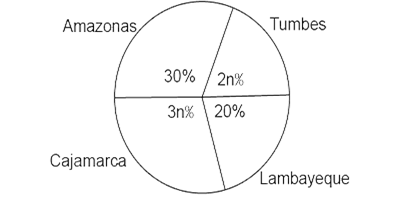 Amazonas
Tumbes
30%
2n%
3n%
20%
Cajamarca
Lambayeque